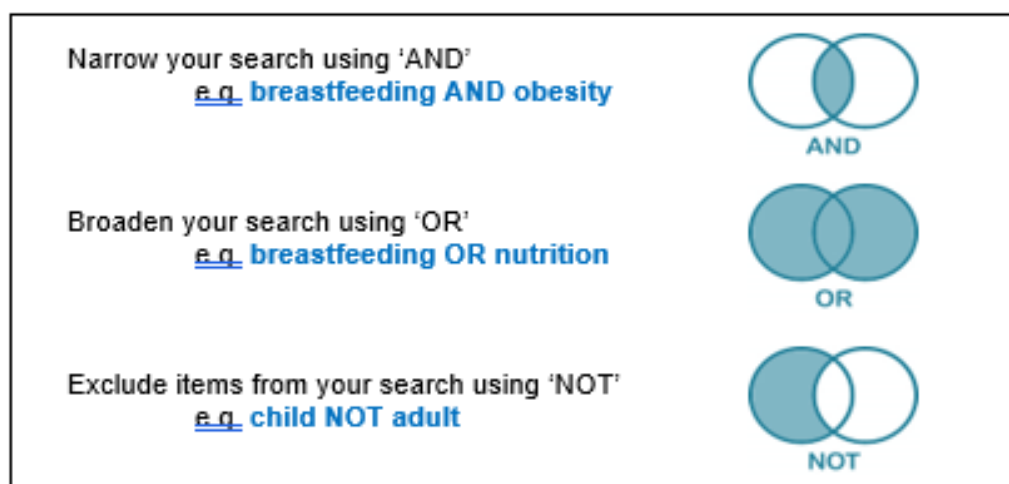 Narrow your search using ‘AND’
e.g. breastfeeding AND obesity
AND
Broaden your search using ‘OR’
e.g. breastfeeding OR nutrition
OR
Exclude items from your search using ‘NOT’
e.g. child NOT adult
NOT